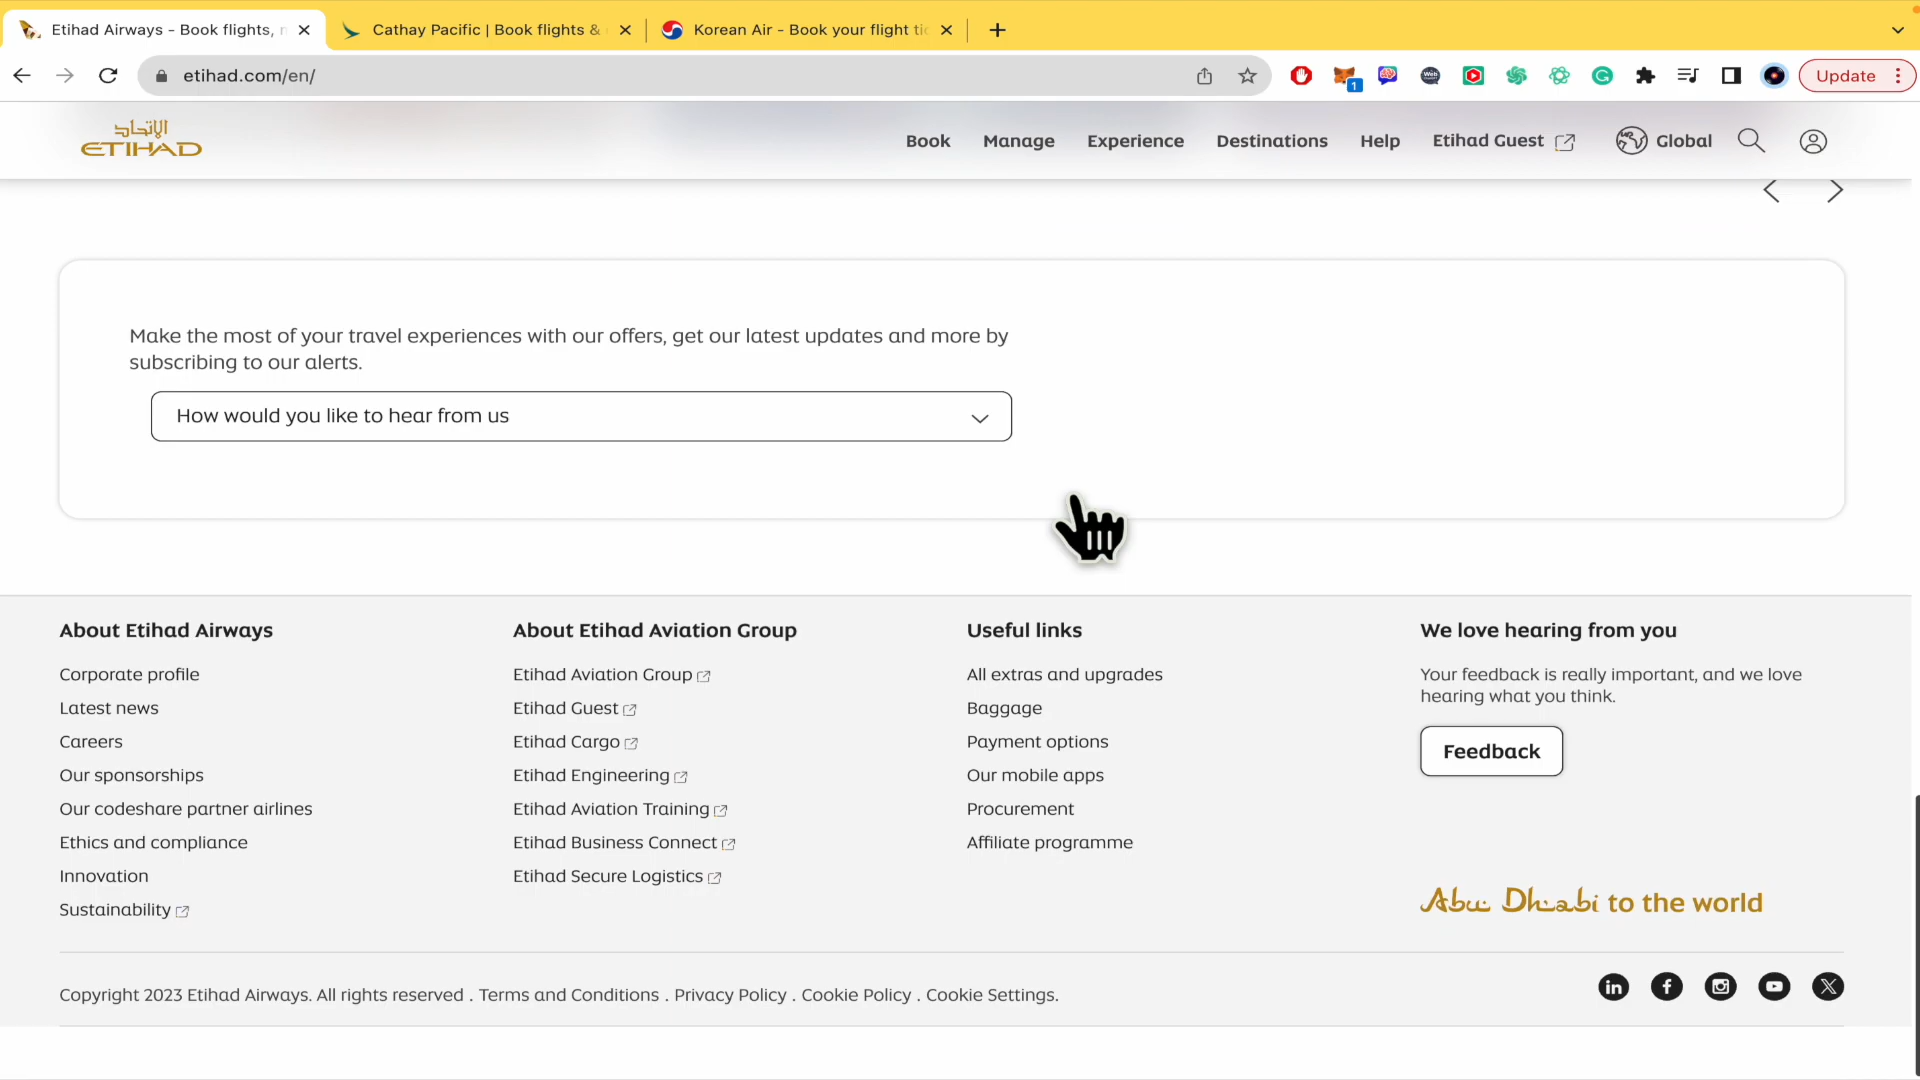 Etihad Airways - Book flights,
Cathay Pacific | Book flights &
Korean Air - Book your flight
etihad.com/en/
1
Update
الإتحاد
ETIHAD
Book
Manage
Experience
Destinations
Help
Etihad Guest
Global
Make the most of your travel experiences with our offers, get our latest updates and more by
subscribing to our alerts.
How would you like to hear from us
About Etihad Airways
Corporate profile
Latest news
Careers
Our sponsorships
Our codeshare partner airlines
Ethics and compliance
Innovation
Sustainability
About Etihad Aviation Group
Etihad Aviation Group
Etihad Guest
Etihad Cargo
Etihad Engineering
Etihad Aviation Training
Etihad Business Connect
Etihad Secure Logistics
Useful links
All extras and upgrades
Baggage
Payment options
Our mobile apps
Procurement
Affiliate programme
We love hearing from you
Your feedback is really important, and we love
hearing what you think.
Feedback
Abu Dhabi to the world
Copyright 2023 Etihad Airways. All rights reserved . Terms and Conditions . Privacy Policy . Cookie Policy . Cookie Settings.